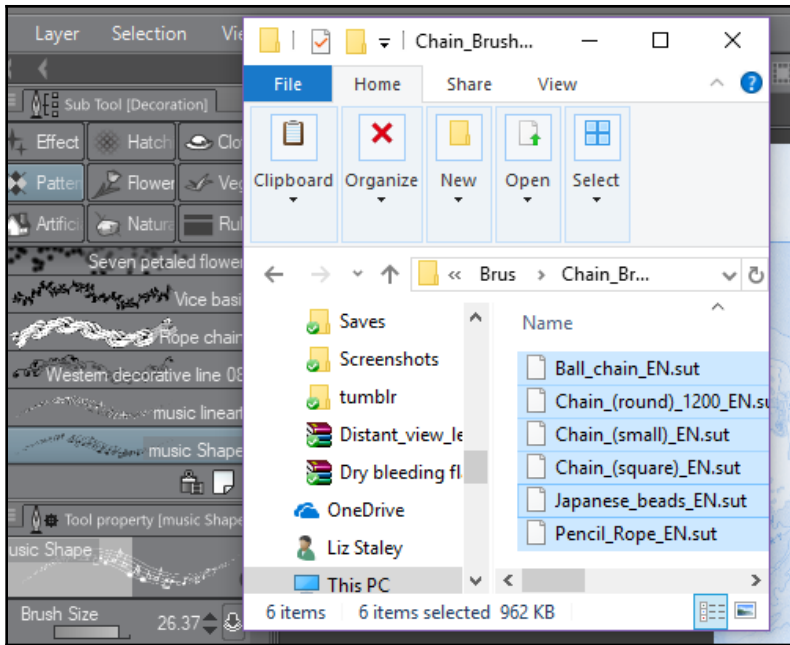 Layer Selection Vie
Sub Tool [Decoration]
Effect Hatch Clo
Patter Flower Veg
Artifici Natura Rul
Seven petaled flower
Vice basi
Rope chain
Western decorative line 08
music lineart
music Shape
Tool property [music Shape
usic Shape
Brush Size 26.37
Chain_Brush...
File Home Share View
Clipboard Organize New Open Select
« Brus > Chain_Br...
Saves
Screenshots
tumblr
Distant_view_le
Dry bleeding fl
OneDrive
Liz Staley
This PC
Name
Ball_chain_EN.sut
Chain_(round)_1200_EN.su
Chain_(small)_EN.sut
Chain_(square)_EN.sut
Japanese_beads_EN.sut
Pencil_Rope_EN.sut
6 items 6 items selected 962 KB